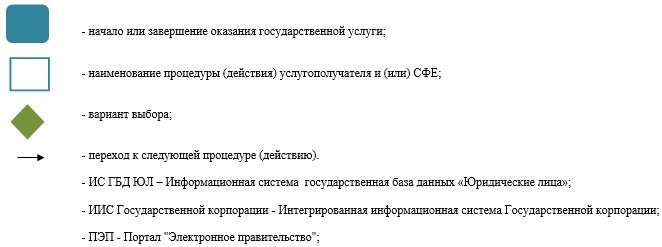 - начало или завершение оказания государственной услуги;
- наименование процедуры (действия) услугополучателя и (или) СФЕ;
- вариант выбора;
- переход к следующей процедуре (действию).
- ИС ГБД ЮЛ – Информационная система государственная база данных «Юридические лица»;
- ИИС Государственной корпорации - Интегрированная информационная система Государственной корпорации;
- ПЭП - Портал "Электронное правительство";